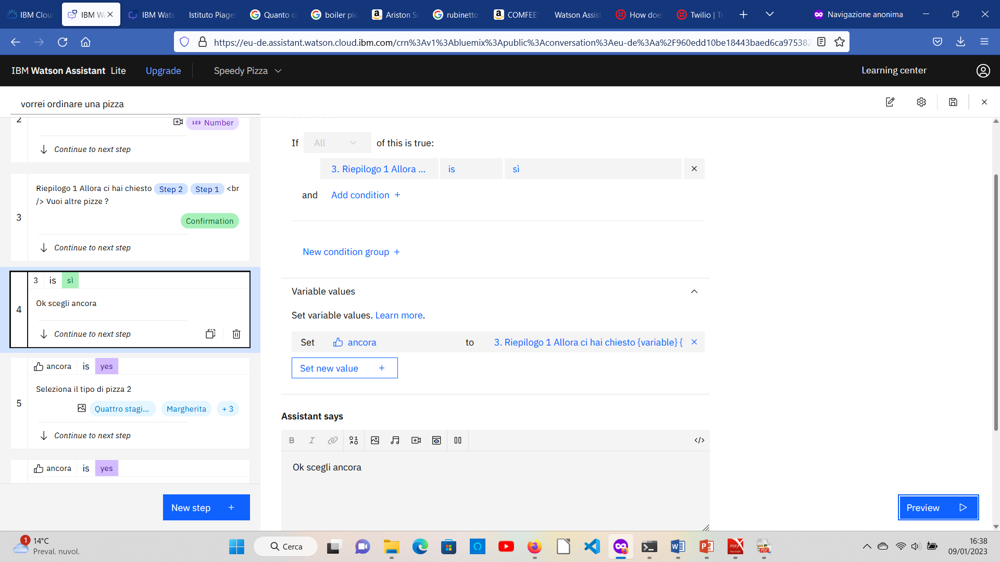 IBM Clou
IBM W
IBM Wats
Istituto Piaget
Quanto c
boiler pic
Ariston Sc
rubinetto
COMFEE'
Watson Assist
How doe
Twilio | Tr
Navigazione anonima
https://eu-de.assistant.watson.cloud.ibm.com/crn%3Av1%3Abluemix%3Apublic%3Aconversation%3Aeu-de%3Aa%2F960edd10be18443baed6ca975382
IBM Watson Assistant Lite
Upgrade
Speedy Pizza
Learning center
vorrei ordinare una pizza
2
123 Number
Continue to next step
3
Riepilogo 1 Allora ci hai chiesto Step 2 Step 1 <br
/> Vuoi altre pizze ?
Confirmation
Continue to next step
4
3 is sì
Ok scegli ancora
Continue to next step
5
ancora is yes
Seleziona il tipo di pizza 2
Quattro stagi... Margherita + 3
Continue to next step
ancora is yes
New step +
If All of this is true:
3. Riepilogo 1 Allora ... is sì
and Add condition +
New condition group +
Variable values
Set variable values. Learn more.
Set ancora to 3. Riepilogo 1 Allora ci hai chiesto {variable} {
Set new value +
Assistant says
B I </>
Ok scegli ancora
Preview
1
14°C
Preval. nuvol.
Cerca
16:38
09/01/2023